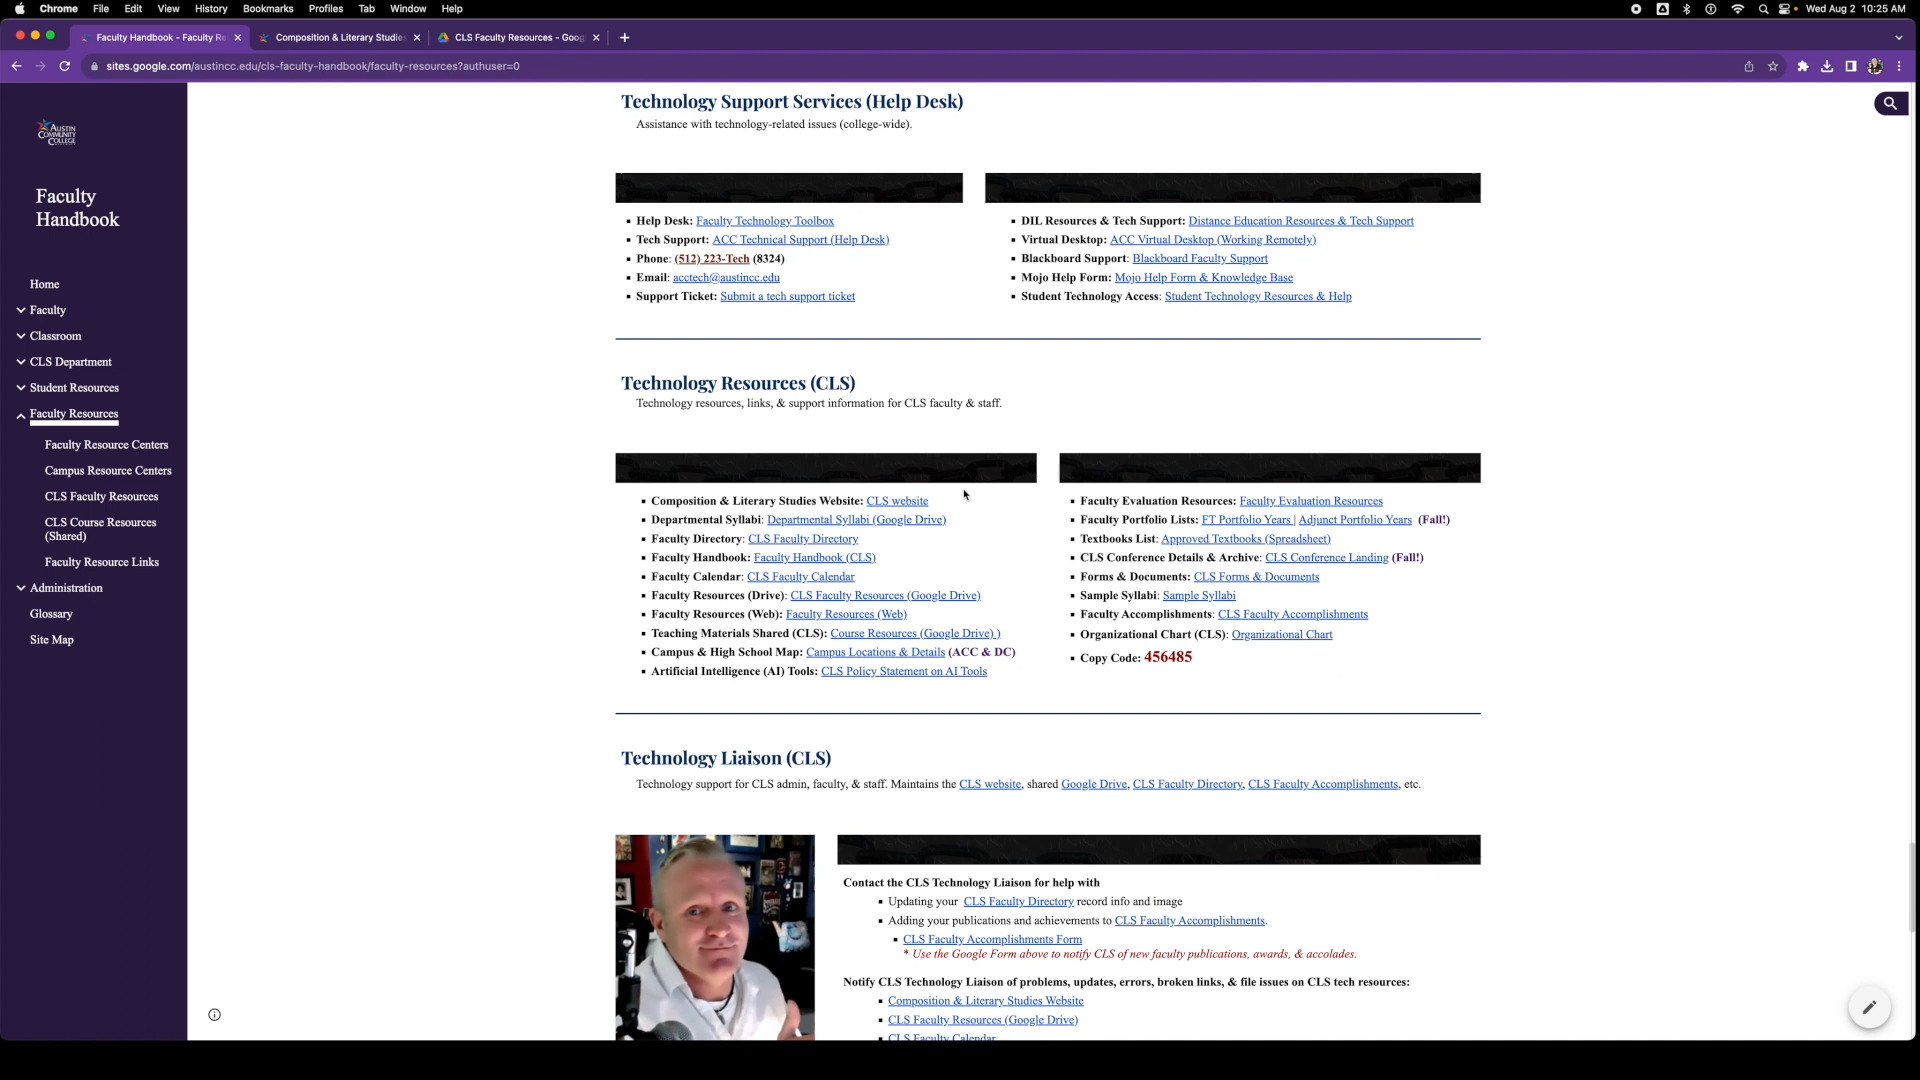 Chrome File Edit View History Bookmarks Profiles Tab Window Help
Wed Aug 2 10:25 AM
Faculty Handbook - Faculty Re
Composition & Literary Studies
CLS Faculty Resources - Goog
sites.google.com/austincc.edu/cls-faculty-handbook/faculty-resources?authuser=0
AUSTIN
COMMUNITY
COLLEGE
Faculty
Handbook
Home
Faculty
Classroom
CLS Department
Student Resources
Faculty Resources
Faculty Resource Centers
Campus Resource Centers
CLS Faculty Resources
CLS Course Resources
(Shared)
Faculty Resource Links
Administration
Glossary
Site Map
Technology Support Services (Help Desk)
Assistance with technology-related issues (college-wide).
Help Desk: Faculty Technology Toolbox
Tech Support: ACC Technical Support (Help Desk)
Phone: (512) 223-Tech (8324)
Email: acctech@austincc.edu
Support Ticket: Submit a tech support ticket
DIL Resources & Tech Support: Distance Education Resources & Tech Support
Virtual Desktop: ACC Virtual Desktop (Working Remotely)
Blackboard Support: Blackboard Faculty Support
Mojo Help Form: Mojo Help Form & Knowledge Base
Student Technology Access: Student Technology Resources & Help
Technology Resources (CLS)
Technology resources, links, & support information for CLS faculty & staff.
Composition & Literary Studies Website: CLS website
Departmental Syllabi: Departmental Syllabi (Google Drive)
Faculty Directory: CLS Faculty Directory
Faculty Handbook: Faculty Handbook (CLS)
Faculty Calendar: CLS Faculty Calendar
Faculty Resources (Drive): CLS Faculty Resources (Google Drive)
Faculty Resources (Web): Faculty Resources (Web)
Teaching Materials Shared (CLS): Course Resources (Google Drive) )
Campus & High School Map: Campus Locations & Details (ACC & DC)
Artificial Intelligence (AI) Tools: CLS Policy Statement on AI Tools
Faculty Evaluation Resources: Faculty Evaluation Resources
Faculty Portfolio Lists: FT Portfolio Years | Adjunct Portfolio Years (Fall!)
Textbooks List: Approved Textbooks (Spreadsheet)
CLS Conference Details & Archive: CLS Conference Landing (Fall!)
Forms & Documents: CLS Forms & Documents
Sample Syllabi: Sample Syllabi
Faculty Accomplishments: CLS Faculty Accomplishments
Organizational Chart (CLS): Organizational Chart
Copy Code: 456485
Technology Liaison (CLS)
Technology support for CLS admin, faculty, & staff. Maintains the CLS website, shared Google Drive, CLS Faculty Directory, CLS Faculty Accomplishments, etc.
Contact the CLS Technology Liaison for help with
Updating your CLS Faculty Directory record info and image
Adding your publications and achievements to CLS Faculty Accomplishments.
CLS Faculty Accomplishments Form
* Use the Google Form above to notify CLS of new faculty publications, awards, & accolades.
Notify CLS Technology Liaison of problems, updates, errors, broken links, & file issues on CLS tech resources:
Composition & Literary Studies Website
CLS Faculty Resources (Google Drive)
CLS Faculty Calendar